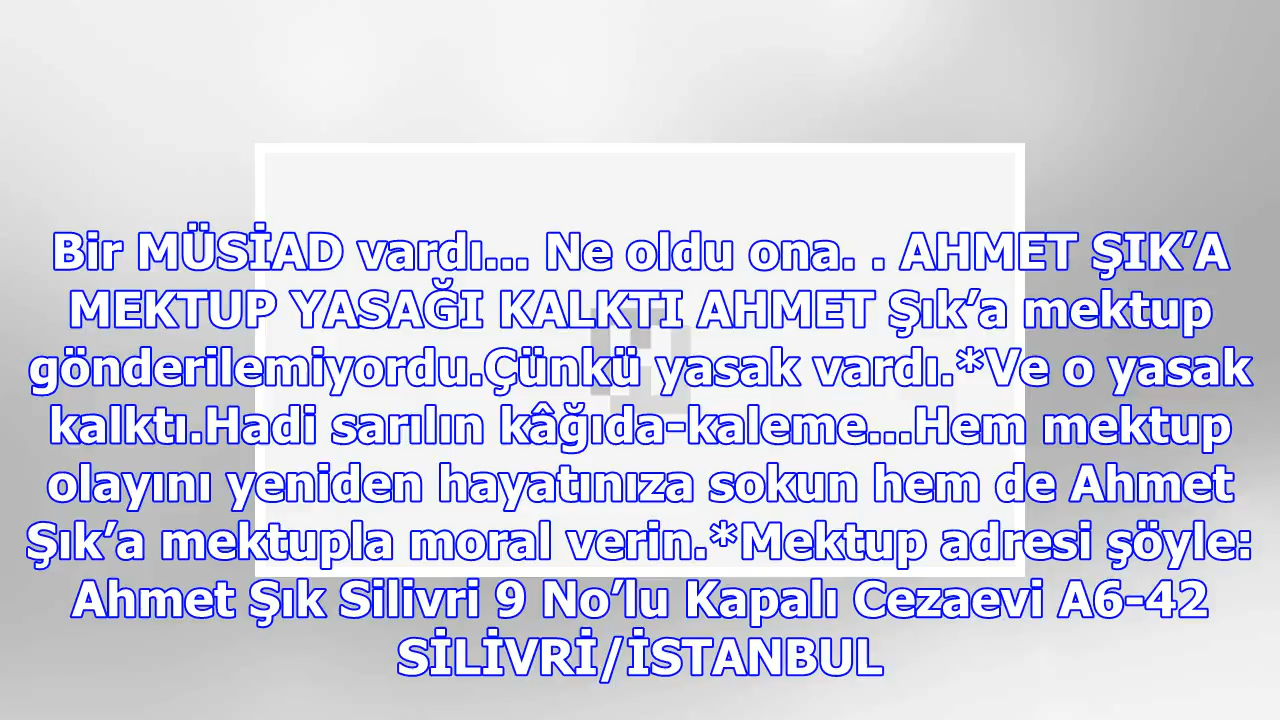 Bir MÜSİAD vardı... Ne oldu ona. . AHMET ŞIK’A
MEKTUP YASAĞI KALKTI AHMET Şık’a mektup
gönderilemiyordu.Çünkü yasak vardı.*Ve o yasak
kalktı.Hadi sarılın kâğıda-kaleme...Hem mektup
olayını yeniden hayatınıza sokun hem de Ahmet
Şık’a mektupla moral verin.*Mektup adresi şöyle:
Ahmet Şık Silivri 9 No’lu Kapalı Cezaevi A6-42
SİLİVRİ/İSTANBUL